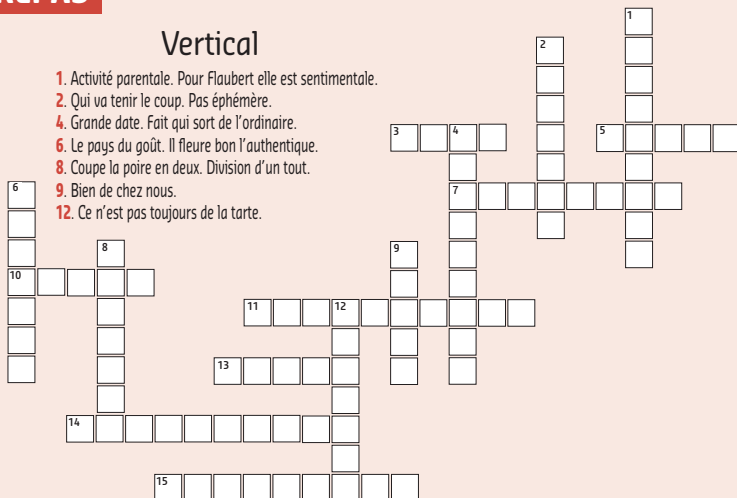 REPAS
Vertical
1. Activité parentale. Pour Flaubert elle est sentimentale.
2. Qui va tenir le coup. Pas éphémère.
4. Grande date. Fait qui sort de l'ordinaire.
6. Le pays du goût. Il fleure bon l'authentique.
8. Coupe la poire en deux. Division d'un tout.
9. Bien de chez nous.
12. Ce n'est pas toujours de la tarte.
1
2
3 4 5
7
6
8 9
10
11 12
13
14
15